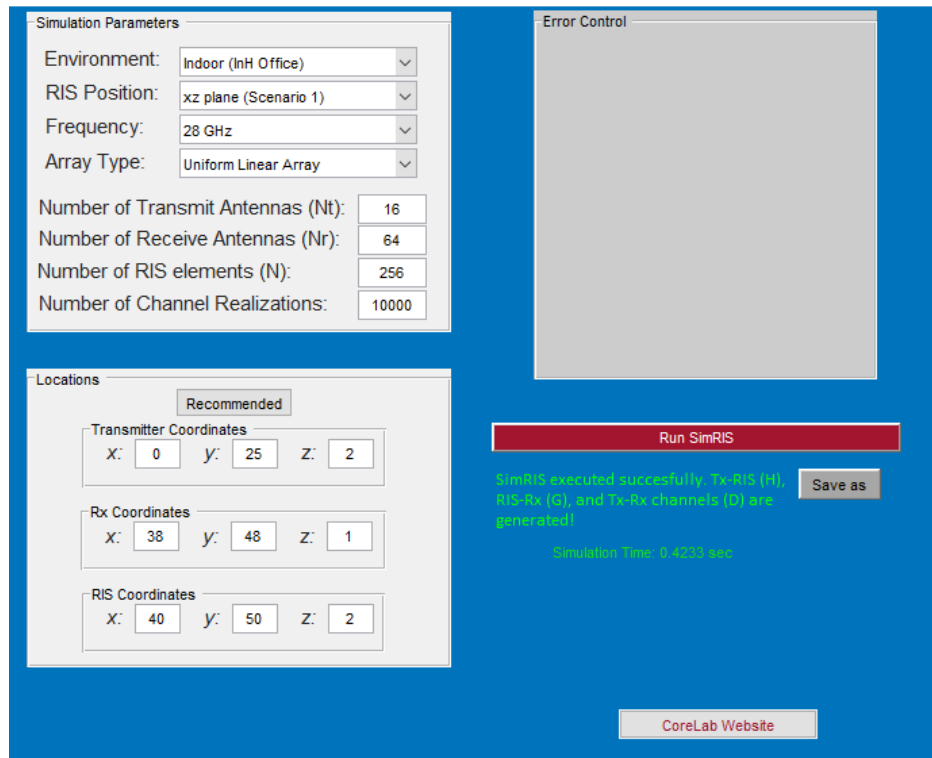 Simulation Parameters
Environment: Indoor (InH Office)
RIS Position: xz plane (Scenario 1)
Frequency: 28 GHz
Array Type: Uniform Linear Array
Number of Transmit Antennas (Nt): 16
Number of Receive Antennas (Nr): 64
Number of RIS elements (N): 256
Number of Channel Realizations: 10000
Locations
Recommended
Transmitter Coordinates
x: 0 y: 25 z: 2
Rx Coordinates
x: 38 y: 48 z: 1
RIS Coordinates
x: 40 y: 50 z: 2
Error Control
Run SimRIS
SimRIS executed succesfully. Tx-RIS (H),
RIS-Rx (G), and Tx-Rx channels (D) are
generated!
Save as
Simulation Time: 0.4233 sec
CoreLab Website